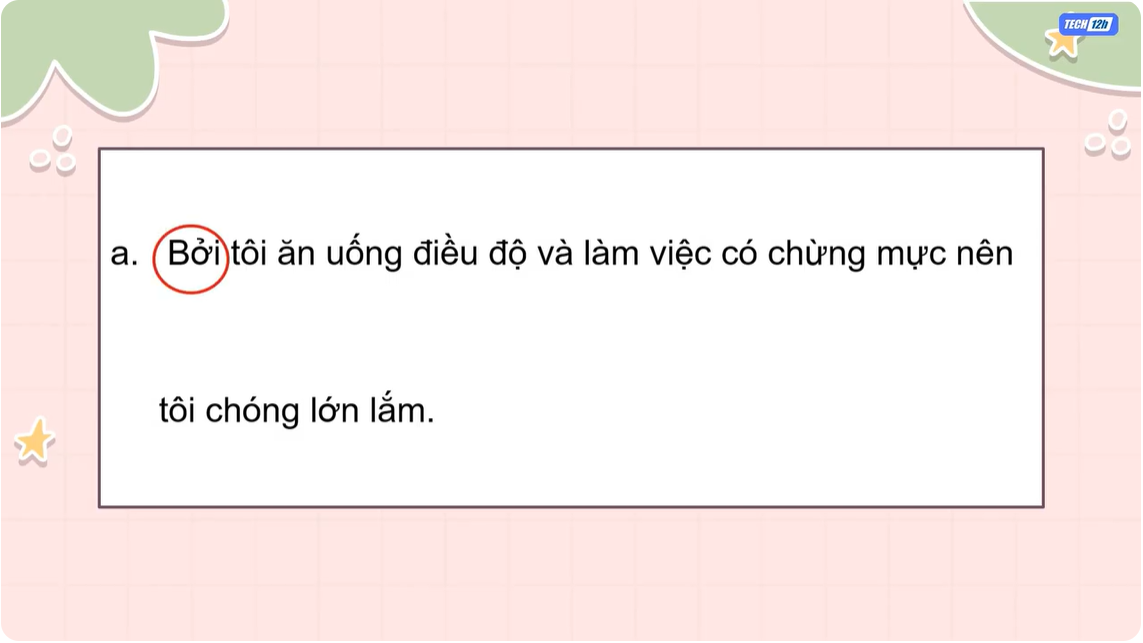 TECH 12h
a. Bởi tôi ăn uống điều độ và làm việc có chừng mực nên
tôi chóng lớn lắm.